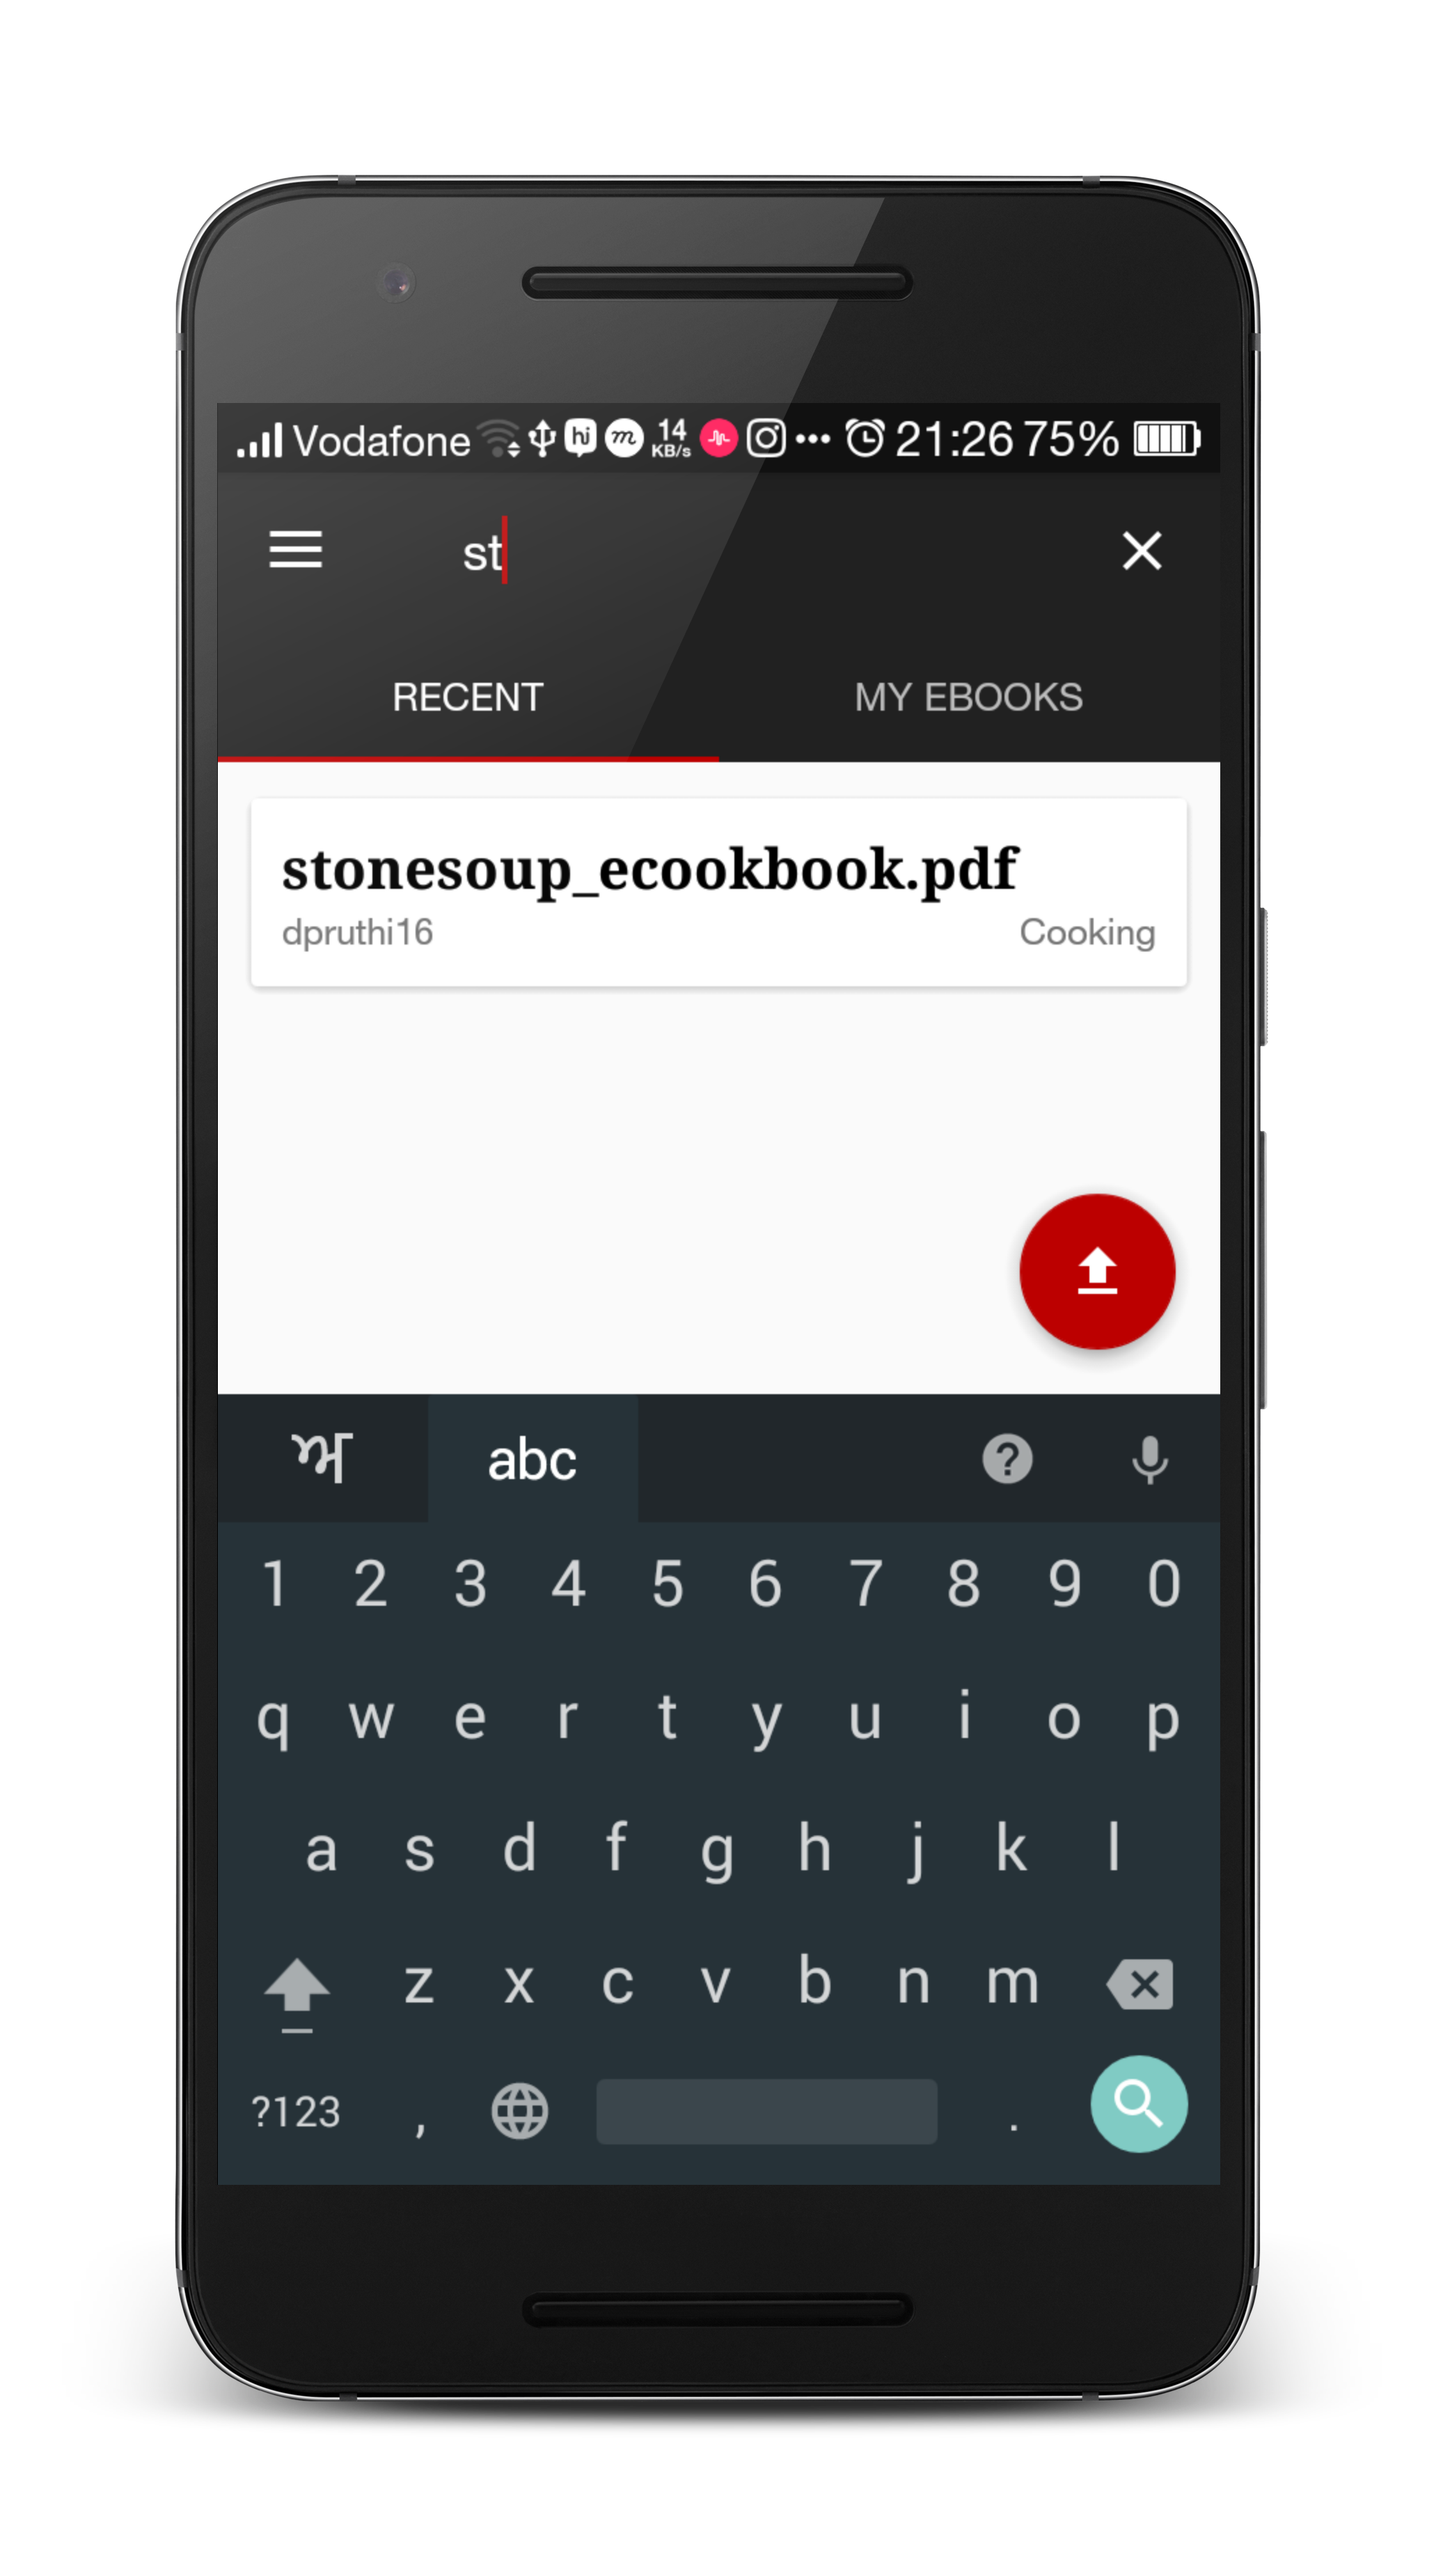 Vodafone hi m 14 KB/s 21:26 75%
st
RECENT MY EBOOKS
stonesoup_ecookbook.pdf
dpruthi16 Cooking
ਅ abc ?
1 2 3 4 5 6 7 8 9 0
q w e r t y u i o p
a s d f g h j k l
z x c v b n m
?123 , .